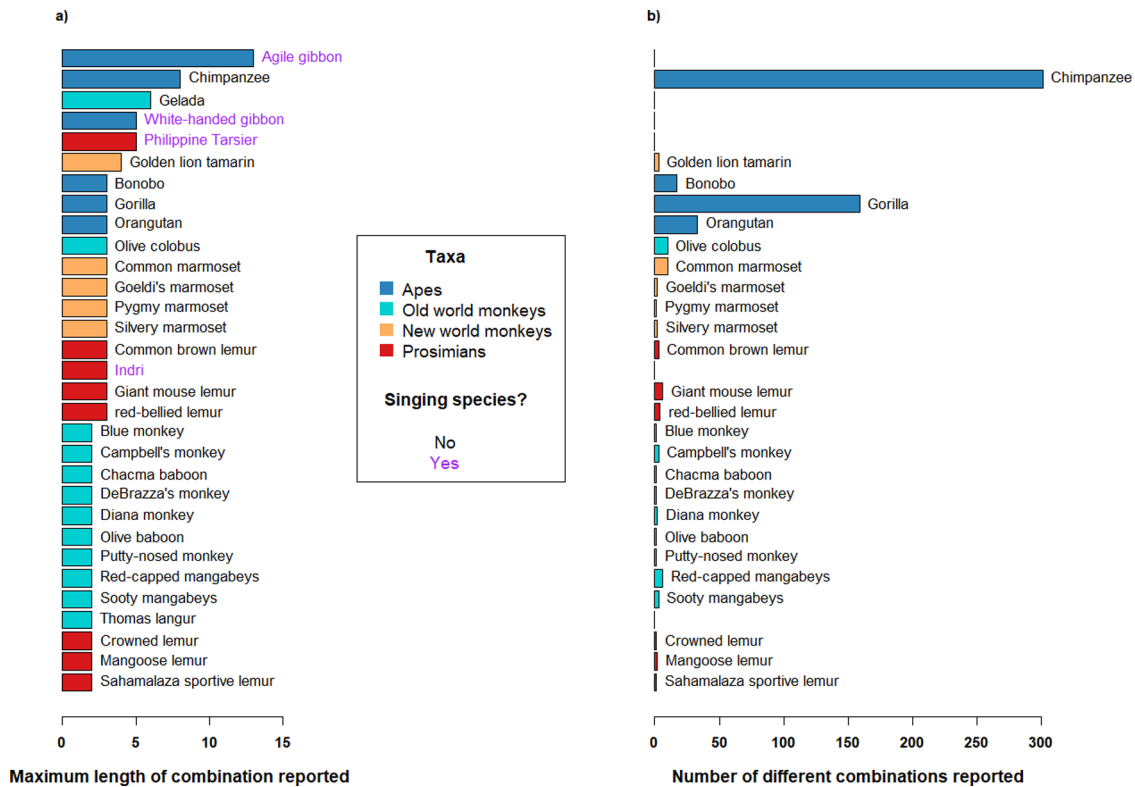 a)
Agile gibbon
Chimpanzee
Gelada
White-handed gibbon
Philippine Tarsier
Golden lion tamarin
Bonobo
Gorilla
Orangutan
Olive colobus
Common marmoset
Goeldi's marmoset
Pygmy marmoset
Silvery marmoset
Common brown lemur
Indri
Giant mouse lemur
red-bellied lemur
Blue monkey
Campbell's monkey
Chacma baboon
DeBrazza's monkey
Diana monkey
Olive baboon
Putty-nosed monkey
Red-capped mangabeys
Sooty mangabeys
Thomas langur
Crowned lemur
Mangoose lemur
Sahamalaza sportive lemur
0 5 10 15
Maximum length of combination reported
Taxa
Apes
Old world monkeys
New world monkeys
Prosimians
Singing species?
No
Yes
b)
Chimpanzee
Golden lion tamarin
Bonobo
Gorilla
Orangutan
Olive colobus
Common marmoset
Goeldi's marmoset
Pygmy marmoset
Silvery marmoset
Common brown lemur
Giant mouse lemur
red-bellied lemur
Blue monkey
Campbell's monkey
Chacma baboon
DeBrazza's monkey
Diana monkey
Olive baboon
Putty-nosed monkey
Red-capped mangabeys
Sooty mangabeys
Crowned lemur
Mangoose lemur
Sahamalaza sportive lemur
0 50 100 150 200 250 300
Number of different combinations reported